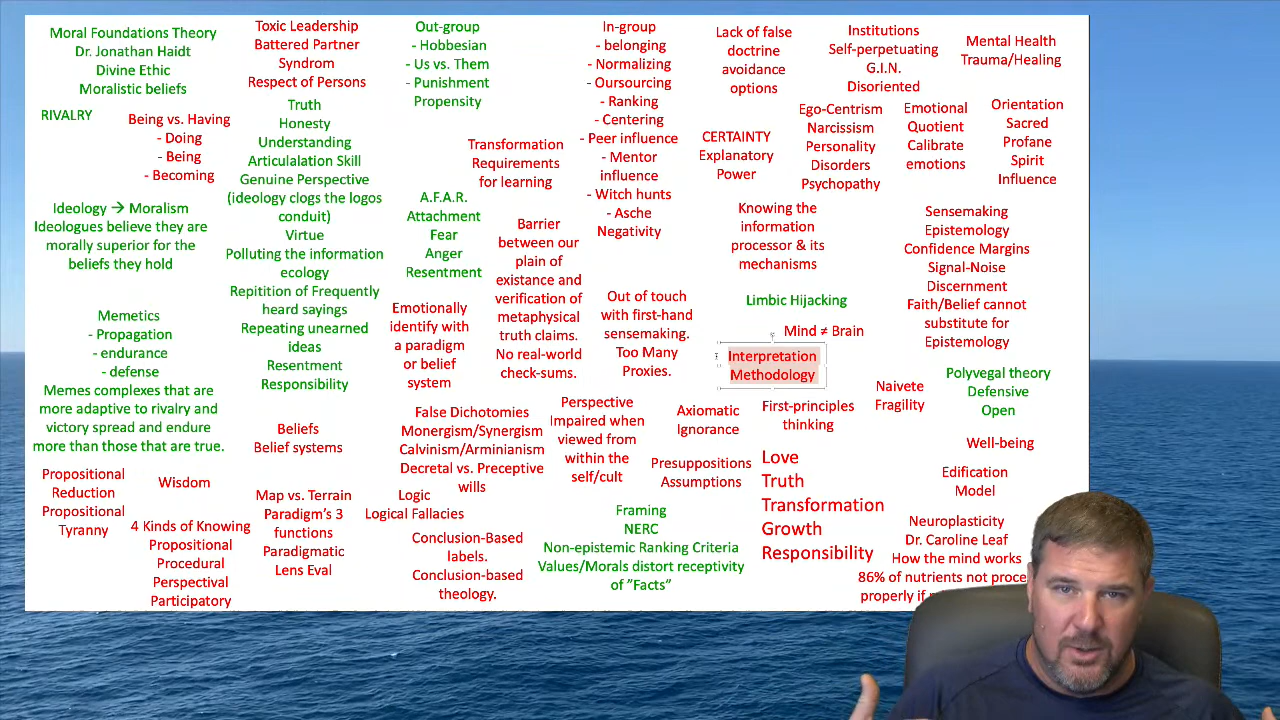 Moral Foundations Theory
Dr. Jonathan Haidt
Divine Ethic
Moralistic beliefs
Toxic Leadership
Battered Partner
Syndrom
Respect of Persons
Out-group
- Hobbesian
- Us vs. Them
- Punishment
Propensity
In-group
- belonging
- Normalizing
- Oursourcing
- Ranking
- Centering
- Peer influence
- Mentor
influence
- Witch hunts
- Asche
Negativity
Lack of false
doctrine
avoidance
options
Institutions
Self-perpetuating
G.I.N.
Disoriented
Mental Health
Trauma/Healing
RIVALRY
Being vs. Having
- Doing
- Being
- Becoming
Truth
Honesty
Understanding
Articulalation Skill
Genuine Perspective
(ideology clogs the logos
conduit)
Virtue
Polluting the information
ecology
Repitition of Frequently
heard sayings
Repeating unearned
ideas
Resentment
Responsibility
Transformation
Requirements
for learning
CERTAINTY
Explanatory
Power
Ego-Centrism
Narcissism
Personality
Disorders
Psychopathy
Emotional
Quotient
Calibrate
emotions
Orientation
Sacred
Profane
Spirit
Influence
Ideology → Moralism
Ideologues believe they are
morally superior for the
beliefs they hold
A.F.A.R.
Attachment
Fear
Anger
Resentment
Barrier
between our
plain of
existance and
verification of
metaphysical
truth claims.
No real-world
check-sums.
Knowing the
information
processor & its
mechanisms
Sensemaking
Epistemology
Confidence Margins
Signal-Noise
Discernment
Faith/Belief cannot
substitute for
Epistemology
Memetics
- Propagation
- endurance
- defense
Memes complexes that are
more adaptive to rivalry and
victory spread and endure
more than those that are true.
Emotionally
identify with
a paradigm
or belief
system
Out of touch
with first-hand
sensemaking.
Too Many
Proxies.
Limbic Hijacking
Mind ≠ Brain
Interpretation
Methodology
Naivete
Fragility
Polyvegal theory
Defensive
Open
Beliefs
Belief systems
False Dichotomies
Monergism/Synergism
Calvinism/Arminianism
Decretal vs. Preceptive
wills
Perspective
Impaired when
viewed from
within the
self/cult
Axiomatic
Ignorance
First-principles
thinking
Well-being
Propositional
Reduction
Propositional
Tyranny
Wisdom
4 Kinds of Knowing
Propositional
Procedural
Perspectival
Participatory
Map vs. Terrain
Paradigm's 3
functions
Paradigmatic
Lens Eval
Logic
Logical Fallacies
Conclusion-Based
labels.
Conclusion-based
theology.
Presuppositions
Assumptions
Framing
NERC
Non-epistemic Ranking Criteria
Values/Morals distort receptivity
of "Facts"
Love
Truth
Transformation
Growth
Responsibility
Edification
Model
Neuroplasticity
Dr. Caroline Leaf
How the mind works
86% of nutrients not
properly if